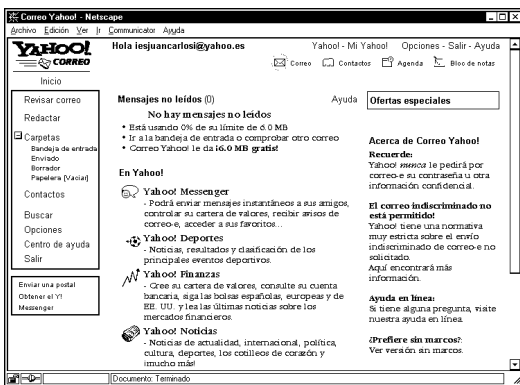 Correo Yahoo! - Netscape
Archivo Edición Ver Ir Communicator Ayuda
YAHOO! CORREO
Hola iesjuancarlosi@yahoo.es
Yahoo! - Mi Yahoo! Opciones - Salir - Ayuda
Correo Contactos Agenda Bloc de notas
Inicio
Revisar correo
Redactar
Carpetas
Bandeja de entrada
Enviado
Borrador
Papelera [Vaciar]
Contactos
Buscar
Opciones
Centro de ayuda
Salir
Enviar una postal
Obtener el Y!
Messenger
Mensajes no leídos (0) Ayuda
No hay mensajes no leídos
• Está usando 0% de su límite de 6.0 MB
• Ir a la bandeja de entrada o comprobar otro correo
• Correo Yahoo! le da ¡6.0 MB gratis!
En Yahoo!
Yahoo! Messenger
- Podrá enviar mensajes instantáneos a sus amigos,
controlar su cartera de valores, recibir avisos de
correo-e, acceder a sus favoritos...
Yahoo! Deportes
- Noticias, resultados y clasificación de los
principales eventos deportivos.
Yahoo! Finanzas
- Cree su cartera de valores, consulte su cuenta
bancaria, siga las bolsas españolas, europeas y de
EE. UU. y lea las últimas noticias sobre los
mercados financieros.
Yahoo! Noticias
- Noticias de actualidad, internacional, política,
cultura, deportes, los cotilleos de corazón y
¡mucho más!
Ofertas especiales
Acerca de Correo Yahoo!
Recuerde:
Yahoo! nunca le pedirá por
correo-e su contraseña u otra
información confidencial.
El correo indiscriminado no
está permitido!
Yahoo! tiene una normativa
muy estricta sobre el envío
indiscriminado de correo-e no
solicitado.
Aquí encontrará más
información.
Ayuda en línea:
Si tiene alguna pregunta, visite
nuestra ayuda en línea.
¿Prefiere sin marcos?:
Ver versión sin marcos.
Documento: Terminado